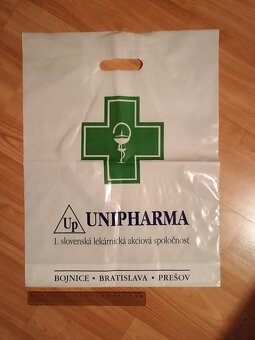 Up UNIPHARMA
1. slovenská lekárnická akciová spoločnosť
BOJNICE • BRATISLAVA • PREŠOV